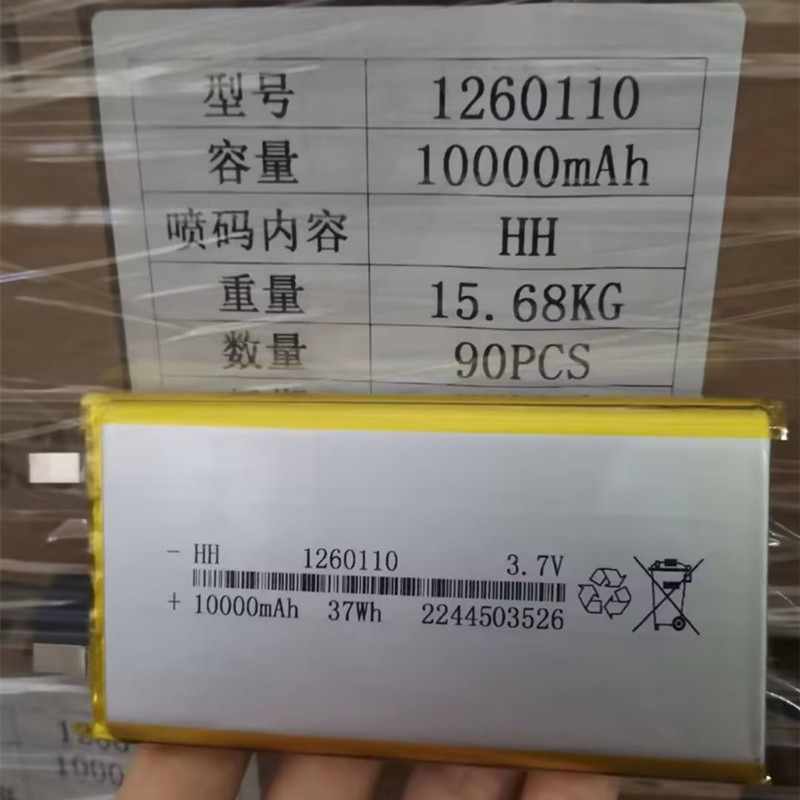 型号 1260110
容量 10000mAh
喷码内容 HH
重量 15.68KG
数量 90PCS
- HH 1260110 3.7V
+ 10000mAh 37Wh 2244503526